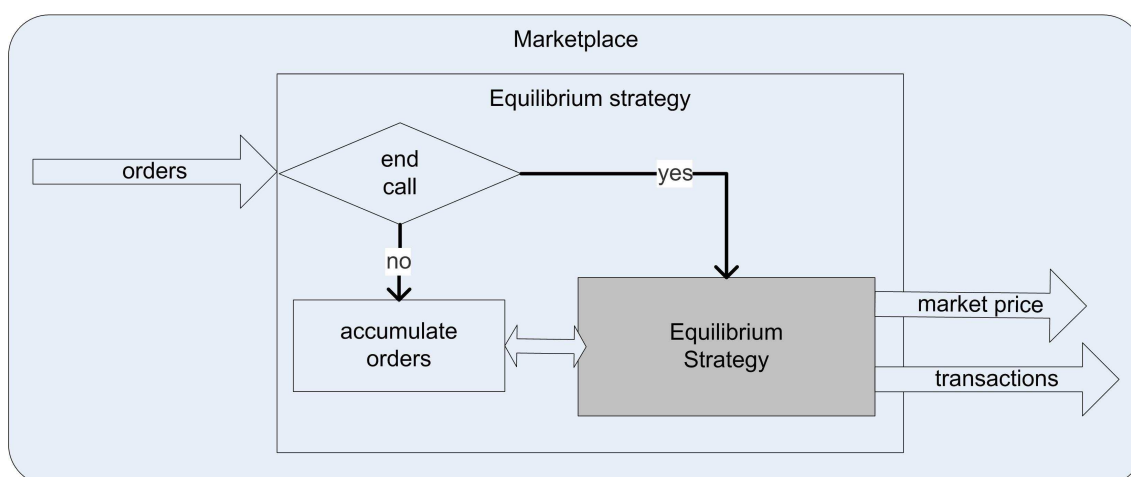 Marketplace
Equilibrium strategy
orders
end
call
yes
no
accumulate
orders
Equilibrium
Strategy
market price
transactions